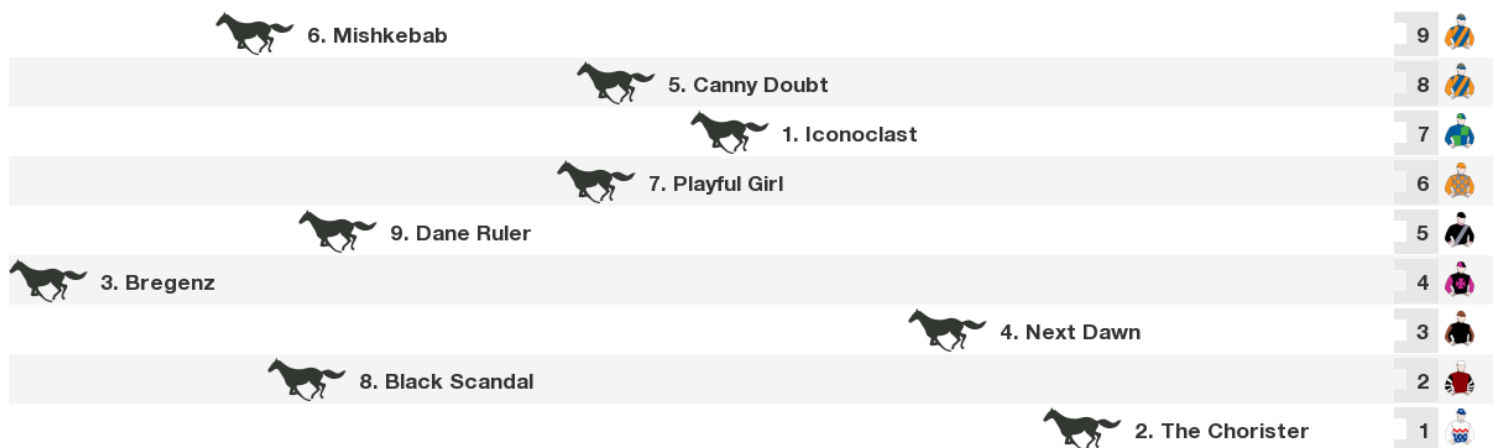 6. Mishkebab 9
5. Canny Doubt 8
1. Iconoclast 7
7. Playful Girl 6
9. Dane Ruler 5
3. Bregenz 4
4. Next Dawn 3
8. Black Scandal 2
2. The Chorister 1